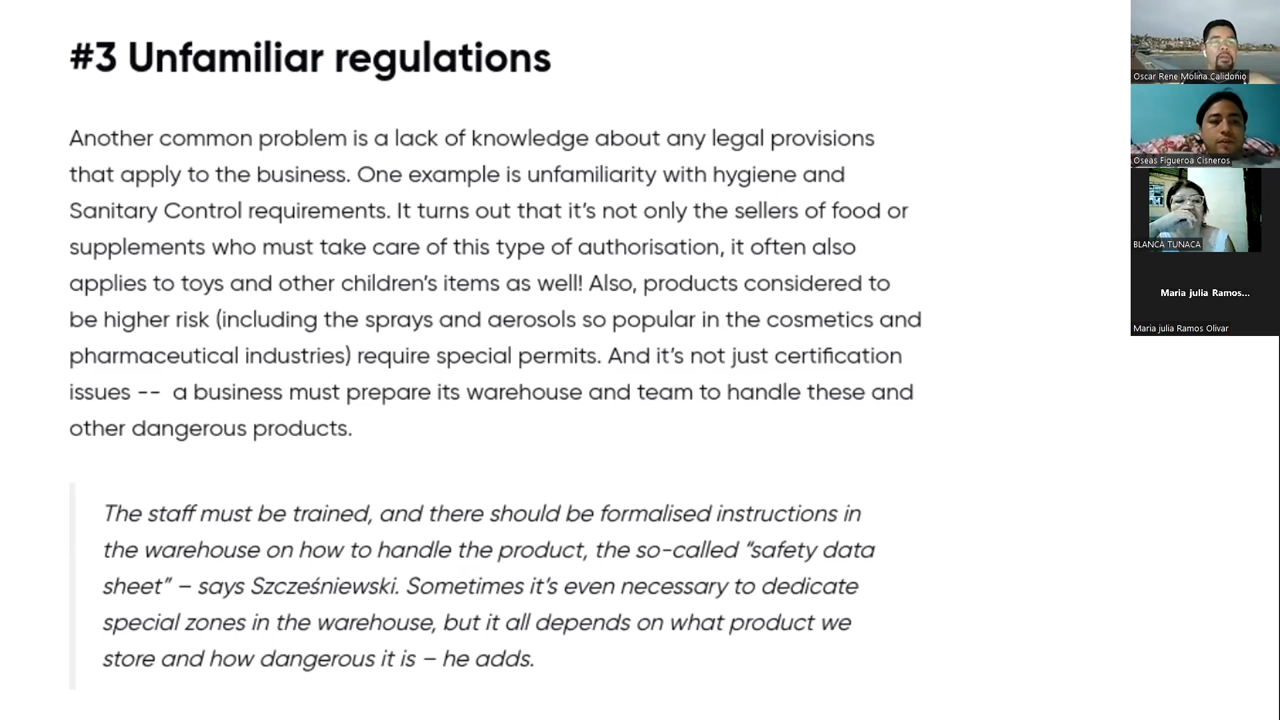 #3 Unfamiliar regulations
Another common problem is a lack of knowledge about any legal provisions
that apply to the business. One example is unfamiliarity with hygiene and
Sanitary Control requirements. It turns out that it’s not only the sellers of food or
supplements who must take care of this type of authorisation, it often also
applies to toys and other children’s items as well! Also, products considered to
be higher risk (including the sprays and aerosols so popular in the cosmetics and
pharmaceutical industries) require special permits. And it’s not just certification
issues -- a business must prepare its warehouse and team to handle these and
other dangerous products.
The staff must be trained, and there should be formalised instructions in
the warehouse on how to handle the product, the so-called “safety data
sheet” – says Szcześniewski. Sometimes it’s even necessary to dedicate
special zones in the warehouse, but it all depends on what product we
store and how dangerous it is – he adds.
Oscar Rene Molina Calidonio
Oseas Figueroa Cisneros
BLANCA TUNACA
Maria julia Ramos...
Maria julia Ramos Olivar